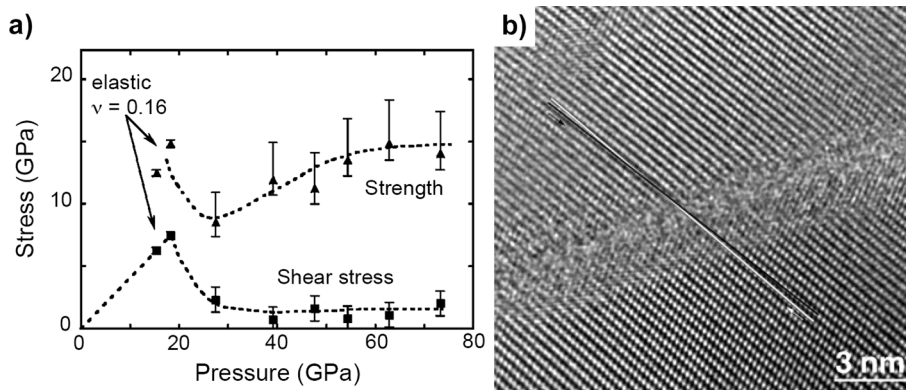 a)
b)
Stress (GPa)
20
10
0
elastic
ν = 0.16
Strength
Shear stress
0
20
40
60
80
Pressure (GPa)
3 nm